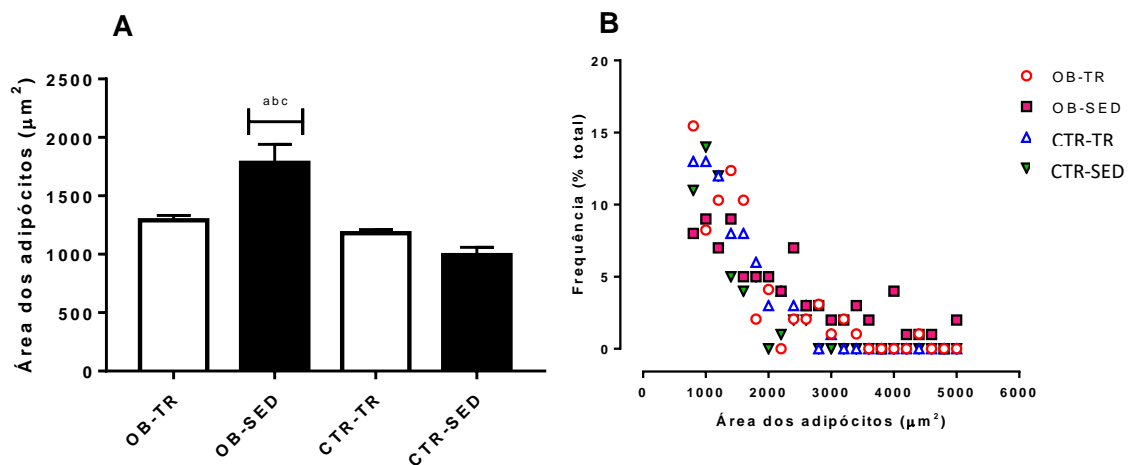 A
Área dos adipócitos (μm²)
2500
2000
1500
1000
500
0
abc
OB-TR
OB-SED
CTR-TR
CTR-SED
B
Frequência (% total)
20
15
10
5
0
0 1000 2000 3000 4000 5000 6000
Área dos adipócitos (μm²)
OB-TR
OB-SED
CTR-TR
CTR-SED